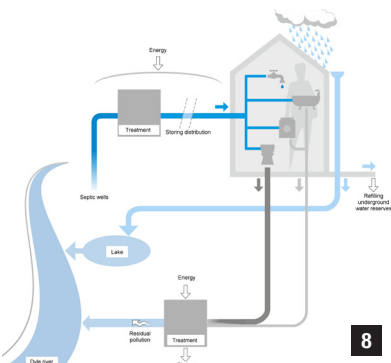 Energy
Treatment
Storing distribution
Septic wells
Refilling
underground
water reserves
Lake
Energy
Residual
pollution
Treatment
Dyle river
8